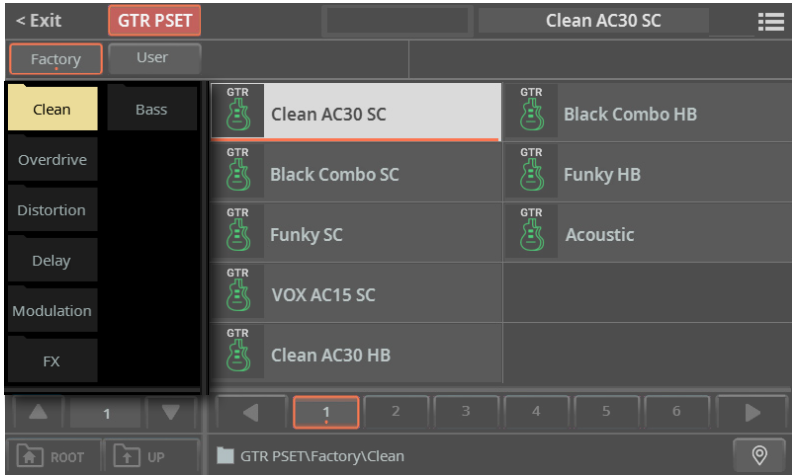 < Exit GTR PSET Clean AC30 SC
Factory User
Clean Bass
Overdrive
Distortion
Delay
Modulation
FX
GTR Clean AC30 SC GTR Black Combo HB
GTR Black Combo SC GTR Funky HB
GTR Funky SC GTR Acoustic
GTR VOX AC15 SC
GTR Clean AC30 HB
1 1 2 3 4 5 6
ROOT UP GTR PSET\Factory\Clean